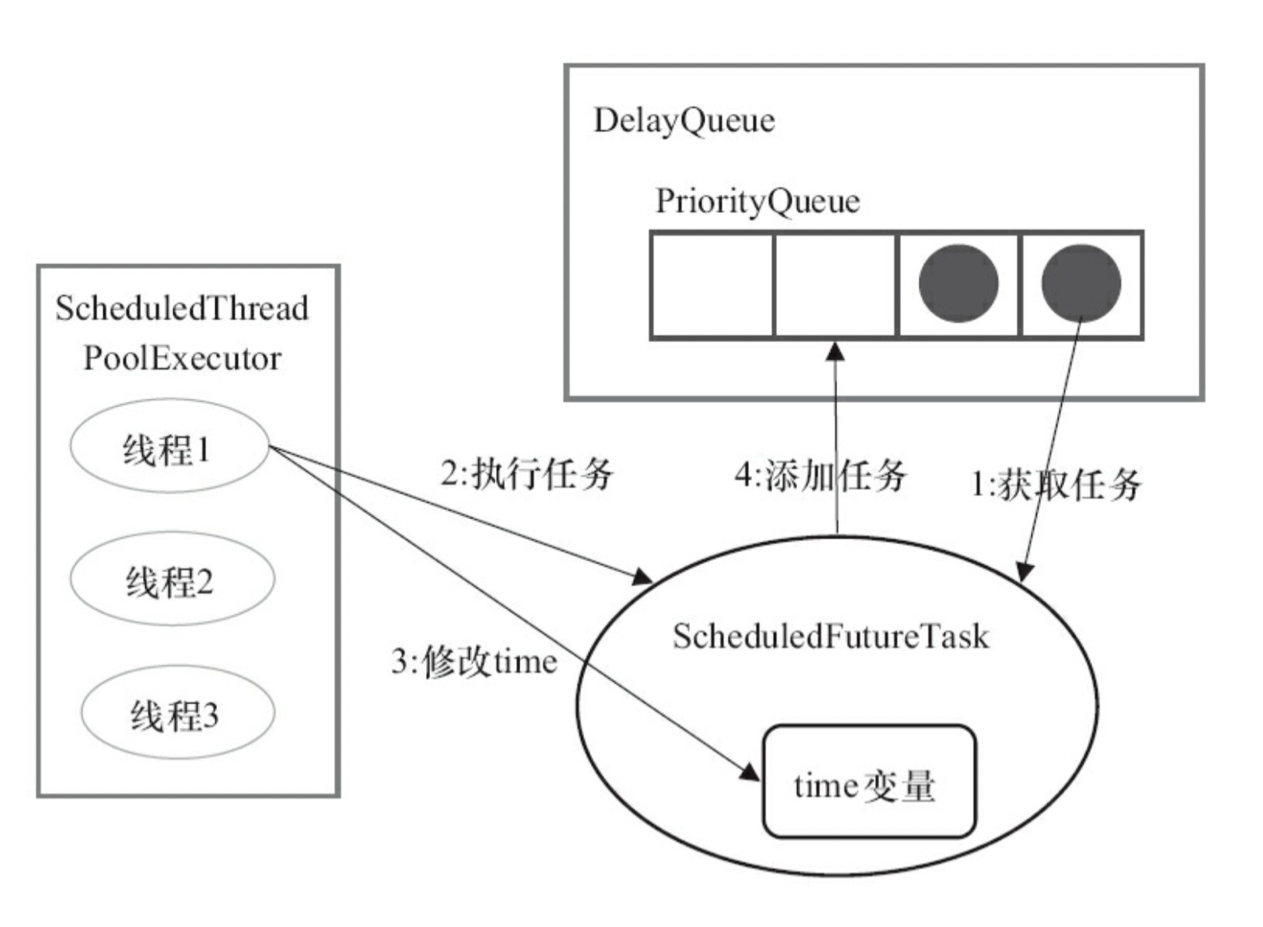 DelayQueue
PriorityQueue
ScheduledThread
PoolExecutor
线程1
线程2
线程3
2:执行任务
4:添加任务
1:获取任务
3:修改time
ScheduledFutureTask
time变量